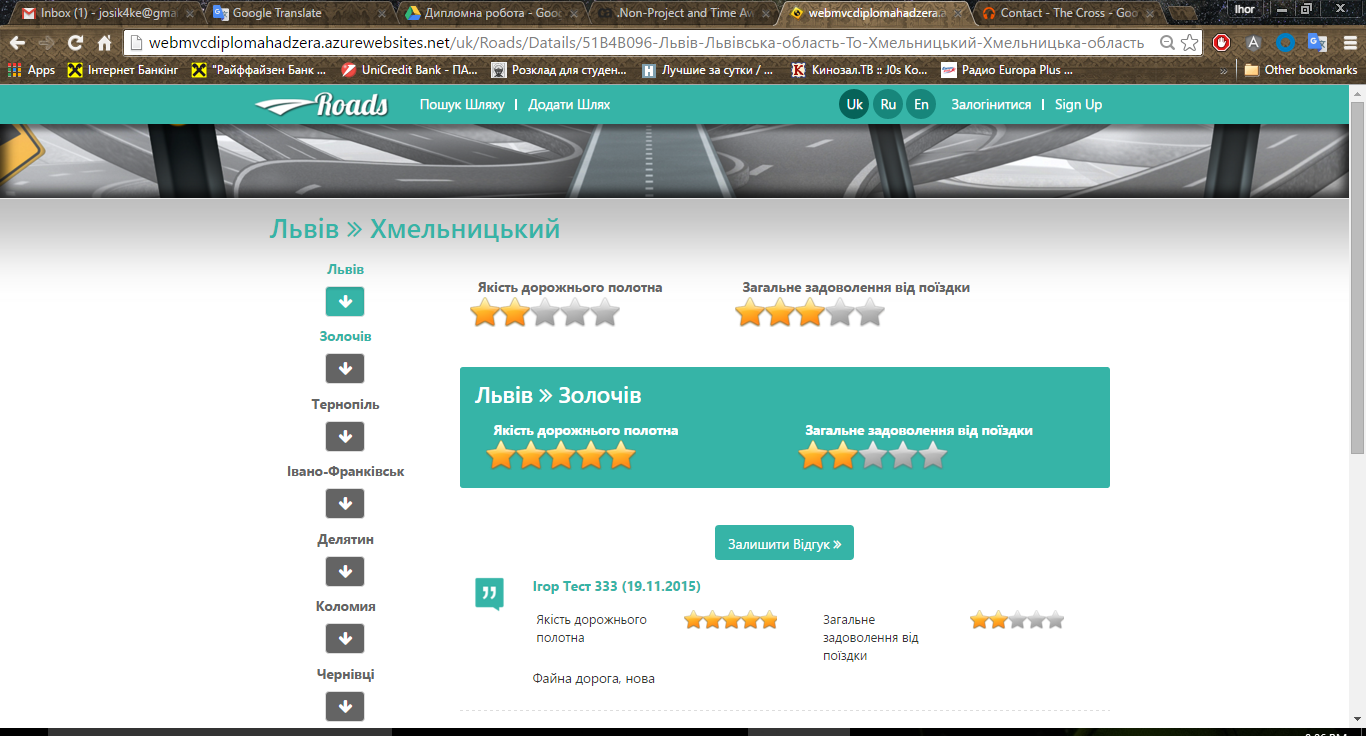 Inbox (1) - josik4ke@gma
Google Translate
Дипломна робота - Goo
.Non-Project and Time Aw
webmvcdiplomahadzera.a
Contact - The Cross - Goo
Ihor
webmvcdiplomahadzera.azurewebsites.net/uk/Roads/Datails/51B4B096-Львів-Львівська-область-То-Хмельницький-Хмельницька-область
Apps
Інтернет Банкінг
"Райффайзен Банк ...
UniCredit Bank - ПА...
Розклад для студен...
Лучшие за сутки / ...
Кинозал.ТВ :: J0s Ko...
Радио Europa Plus ...
»
Other bookmarks
Roads
Пошук Шляху | Додати Шлях
Uk Ru En
Залогінитися | Sign Up
Львів » Хмельницький
Львів
Золочів
Тернопіль
Івано-Франківськ
Делятин
Коломия
Чернівці
Якість дорожнього полотна
Загальне задоволення від поїздки
Львів » Золочів
Якість дорожнього полотна
Загальне задоволення від поїздки
Залишити Відгук »
Ігор Тест 333 (19.11.2015)
Якість дорожнього
полотна
Загальне
задоволення від
поїздки
Файна дорога, нова